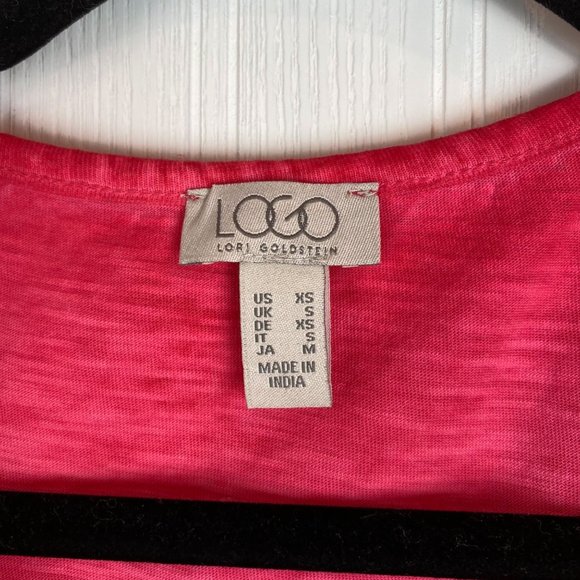 LOGO
LORI GOLDSTEIN
US XS
UK S
DE XS
IT S
JA M
MADE IN
INDIA